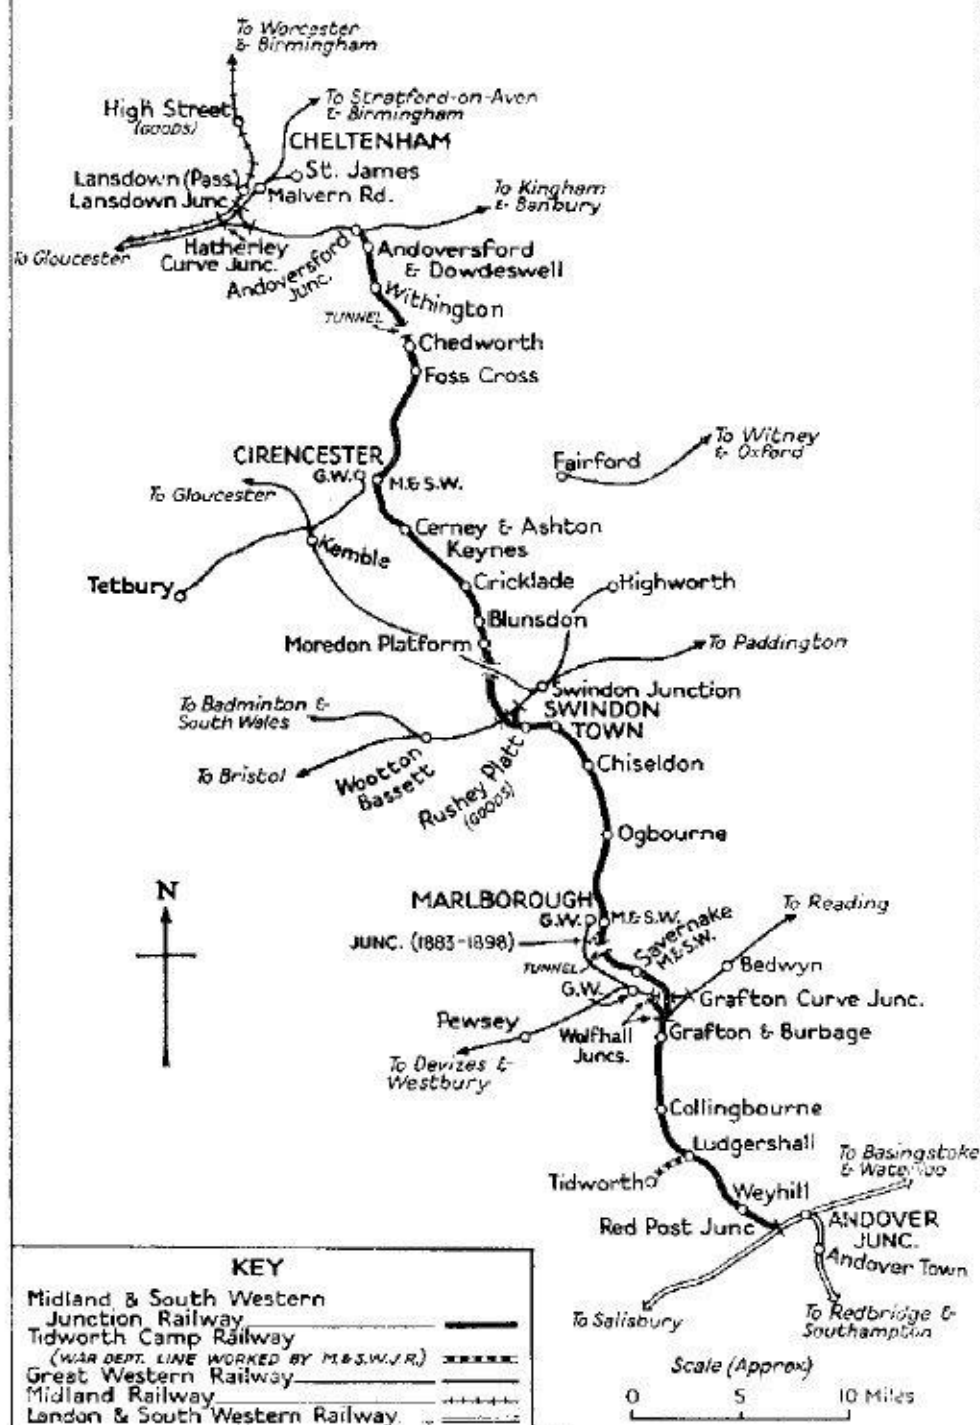 To Worcester
& Birmingham
To Stratford-on-Avon
& Birmingham
High Street
(GOODS)
CHELTENHAM
St. James
Lansdown (Pass)
Malvern Rd.
Lansdown Junc.
To Kingham
& Banbury
To Gloucester
Hatherley
Curve Junc.
Andoversford
Junc.
Andoversford
& Dowdeswell
Withington
TUNNEL
Chedworth
Foss Cross
CIRENCESTER
G.W.
M.& S.W.
To Gloucester
Fairford
To Witney
& Oxford
Cerney & Ashton
Keynes
Kemble
Tetbury
Cricklade
Highworth
Blunsdon
Moredon Platform
To Paddington
Swindon Junction
SWINDON
TOWN
To Badminton &
South Wales
To Bristol
Wootton
Bassett
Rushey Platt
(GOODS)
Chiseldon
Ogbourne
N
MARLBOROUGH
G.W.
M.& S.W.
To Reading
JUNC. (1883-1898)
Savernake
M.& S.W.
TUNNEL
Bedwyn
G.W.
Grafton Curve Junc.
Pewsey
Wolfhall
Juncs.
Grafton & Burbage
To Devizes &
Westbury
Collingbourne
Ludgershall
To Basingstoke
& Waterloo
Tidworth
Weyhill
Red Post Junc
ANDOVER
JUNC.
Andover Town
To Salisbury
To Redbridge &
Southampton
KEY
Midland & South Western
Junction Railway
Tidworth Camp Railway
(WAR DEPT. LINE WORKED BY M.& S.W.J.R.)
Great Western Railway
Midland Railway
London & South Western Railway
Scale (Approx)
0 5 10 Miles